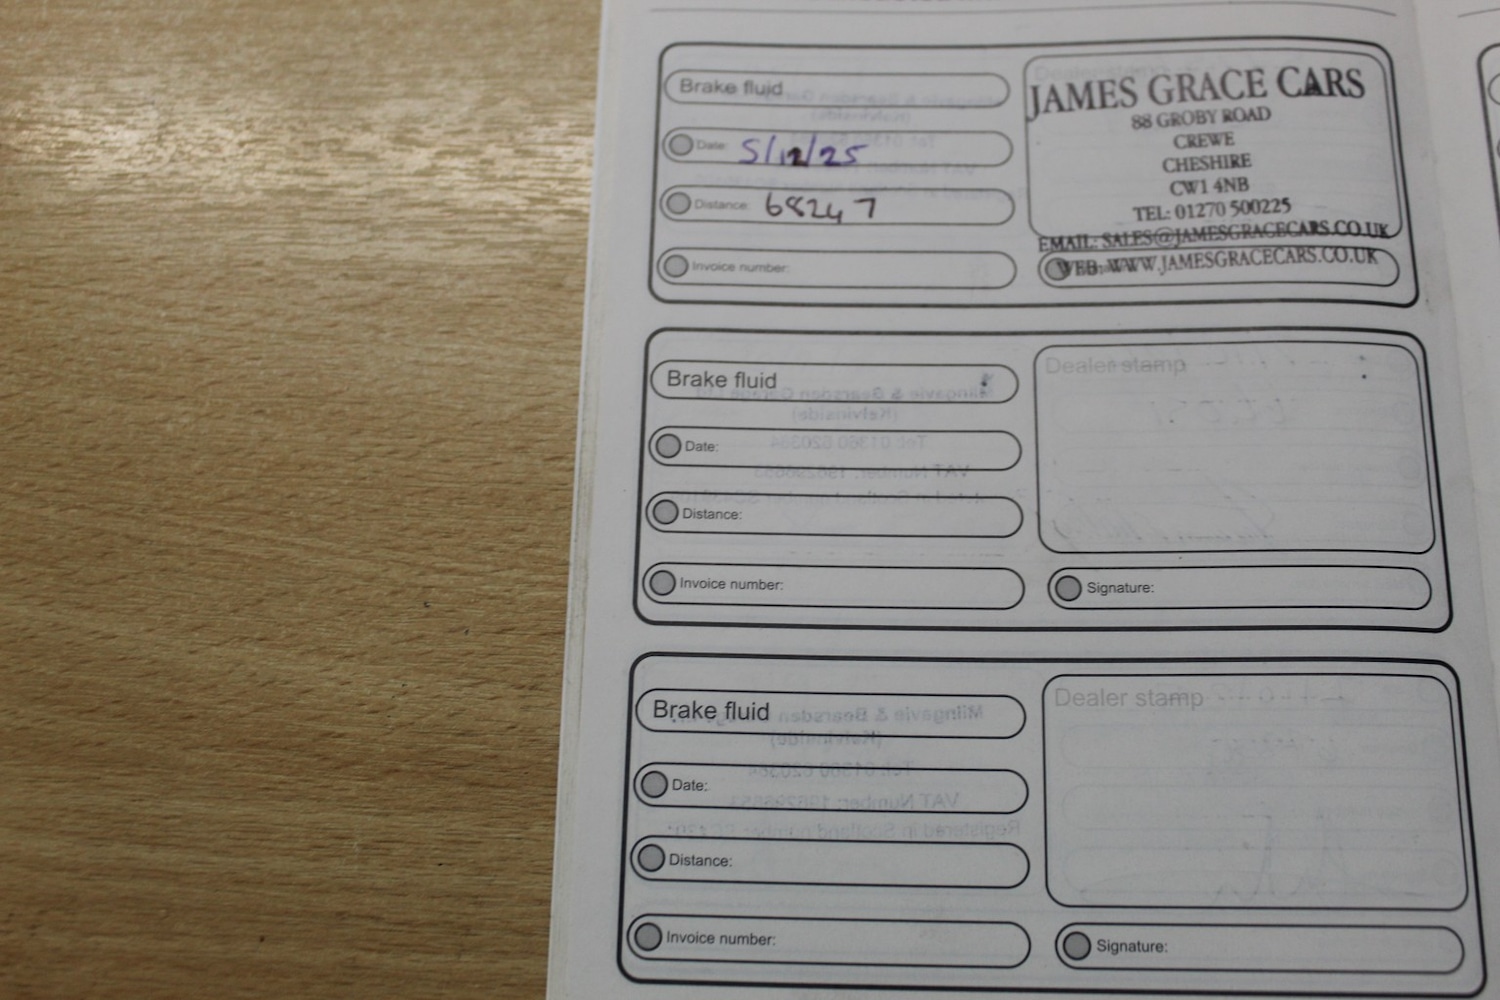 Brake fluid
Date: 5/12/25
Distance: 68247
Invoice number:
JAMES GRACE CARS
88 GROBY ROAD
CREWE
CHESHIRE
CW1 4NB
TEL: 01270 500225
EMAIL: SALES@JAMESGRACECARS.CO.UK
WEB: WWW.JAMESGRACECARS.CO.UK
Brake fluid
Date:
Distance:
Invoice number:
Dealer stamp
Signature:
Brake fluid
Date:
Distance:
Invoice number:
Dealer stamp
Signature: